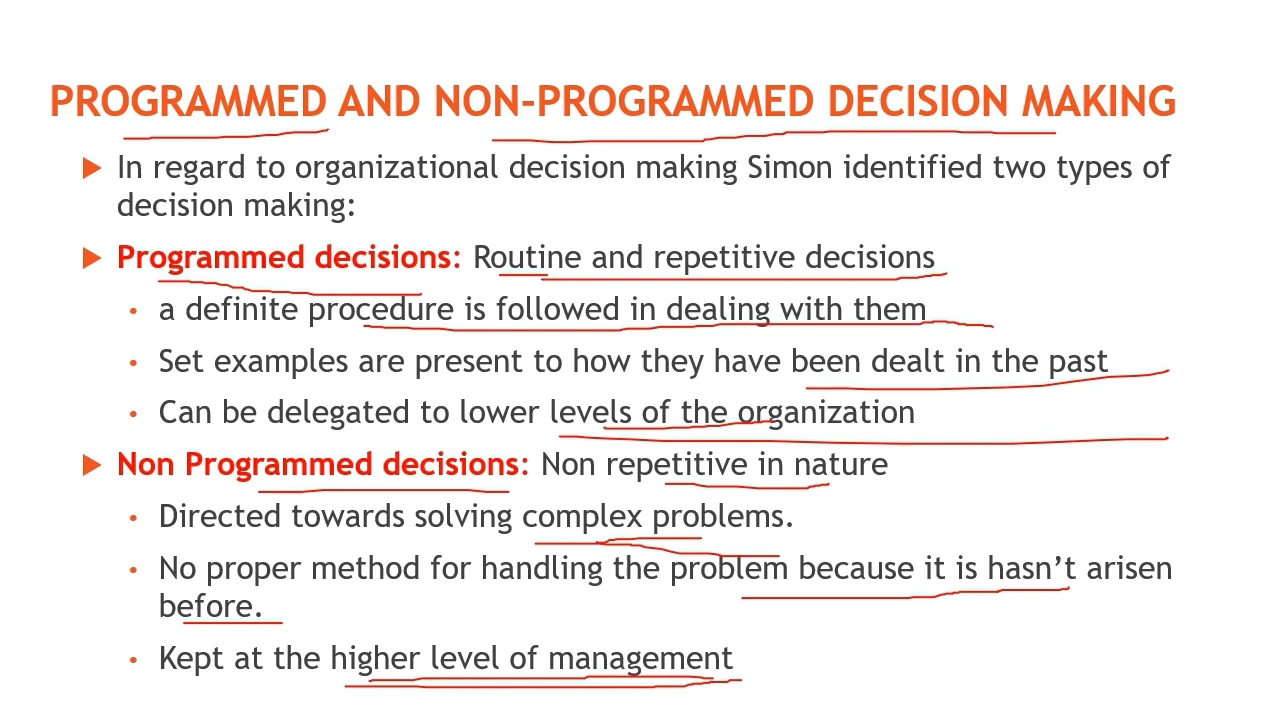 PROGRAMMED AND NON-PROGRAMMED DECISION MAKING
In regard to organizational decision making Simon identified two types of
decision making:
Programmed decisions: Routine and repetitive decisions
a definite procedure is followed in dealing with them
Set examples are present to how they have been dealt in the past
Can be delegated to lower levels of the organization
Non Programmed decisions: Non repetitive in nature
Directed towards solving complex problems.
No proper method for handling the problem because it is hasn’t arisen
before.
Kept at the higher level of management